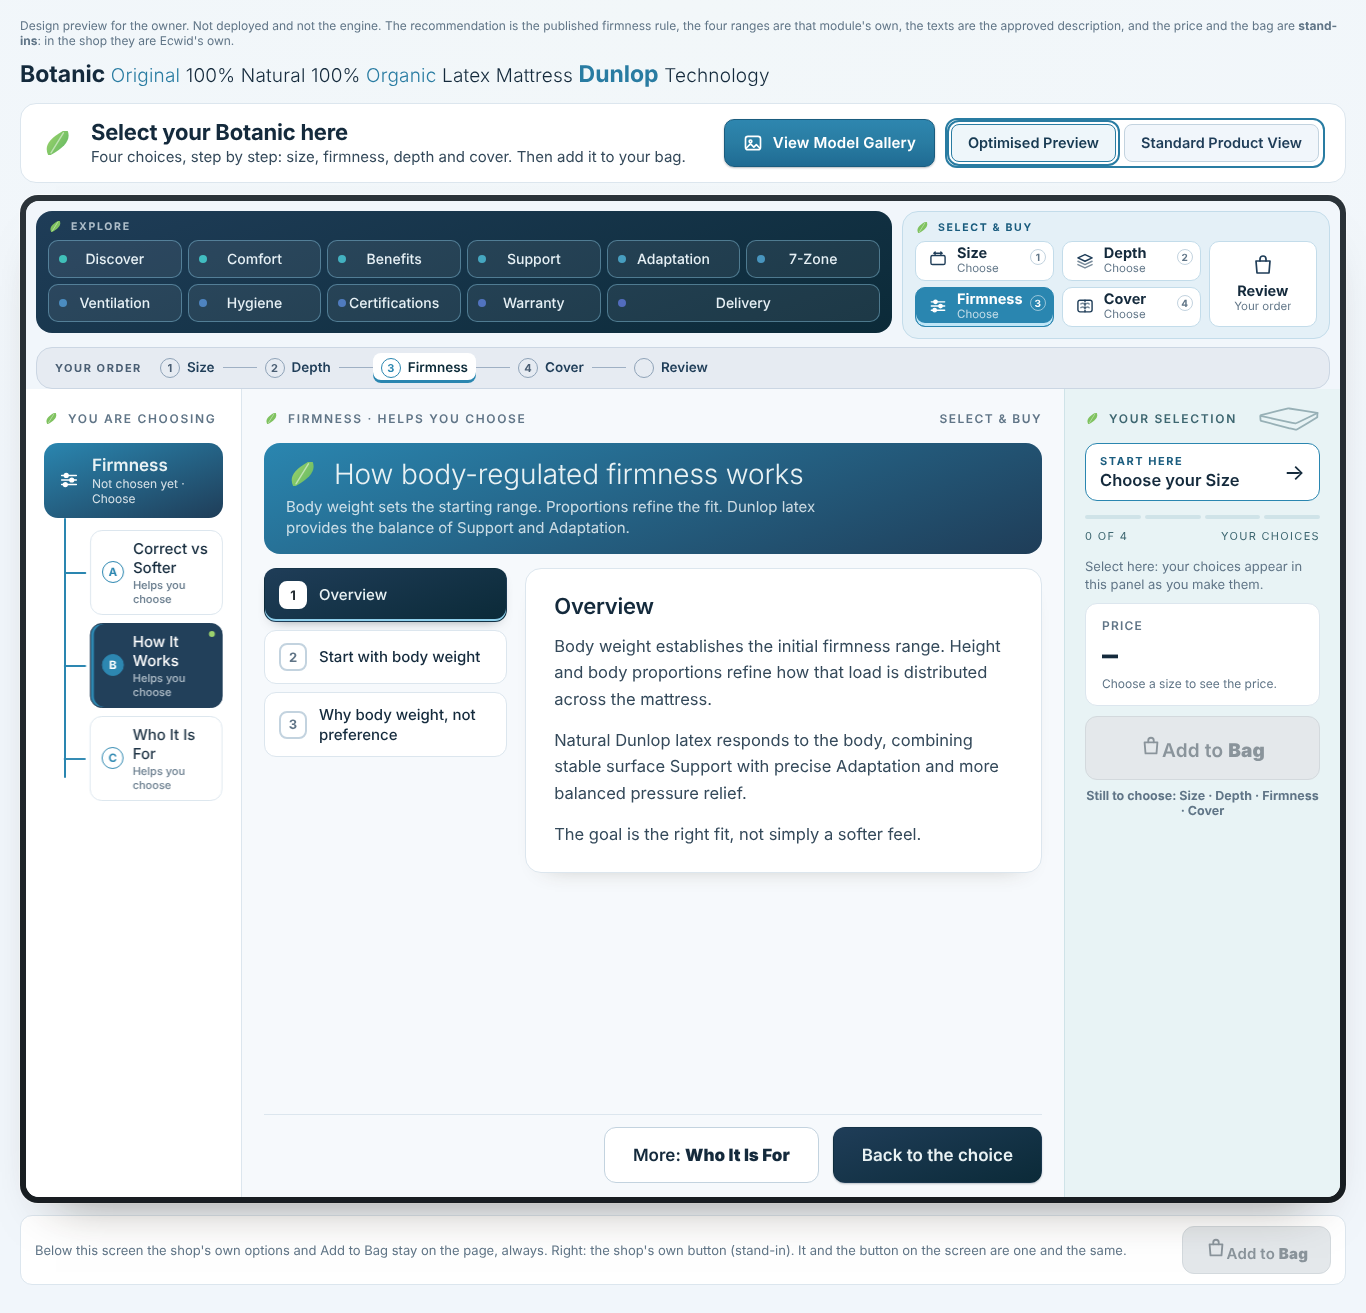 Design preview for the owner. Not deployed and not the engine. The recommendation is the published firmness rule, the four ranges are that module's own, the texts are the approved description, and the price and the bag are stand-
ins: in the shop they are Ecwid's own.
Botanic Original 100% Natural 100% Organic Latex Mattress Dunlop Technology
Select your Botanic here
Four choices, step by step: size, firmness, depth and cover. Then add it to your bag.
View Model Gallery
Optimised Preview
Standard Product View
EXPLORE
Discover
Comfort
Benefits
Support
Adaptation
7-Zone
Ventilation
Hygiene
Certifications
Warranty
Delivery
SELECT & BUY
Size
Choose
1
Depth
Choose
2
Firmness
Choose
3
Cover
Choose
4
Review
Your order
YOUR ORDER
1 Size
2 Depth
3 Firmness
4 Cover
Review
YOU ARE CHOOSING
Firmness
Not chosen yet ·
Choose
A
Correct vs
Softer
Helps you
choose
B
How It
Works
Helps you
choose
C
Who It Is
For
Helps you
choose
FIRMNESS · HELPS YOU CHOOSE
SELECT & BUY
How body-regulated firmness works
Body weight sets the starting range. Proportions refine the fit. Dunlop latex
provides the balance of Support and Adaptation.
1 Overview
2 Start with body weight
3 Why body weight, not
preference
Overview
Body weight establishes the initial firmness range. Height
and body proportions refine how that load is distributed
across the mattress.
Natural Dunlop latex responds to the body, combining
stable surface Support with precise Adaptation and more
balanced pressure relief.
The goal is the right fit, not simply a softer feel.
More: Who It Is For
Back to the choice
YOUR SELECTION
START HERE
Choose your Size
0 OF 4
YOUR CHOICES
Select here: your choices appear in
this panel as you make them.
PRICE
–
Choose a size to see the price.
Add to Bag
Still to choose: Size · Depth · Firmness
· Cover
Below this screen the shop's own options and Add to Bag stay on the page, always. Right: the shop's own button (stand-in). It and the button on the screen are one and the same.
Add to Bag